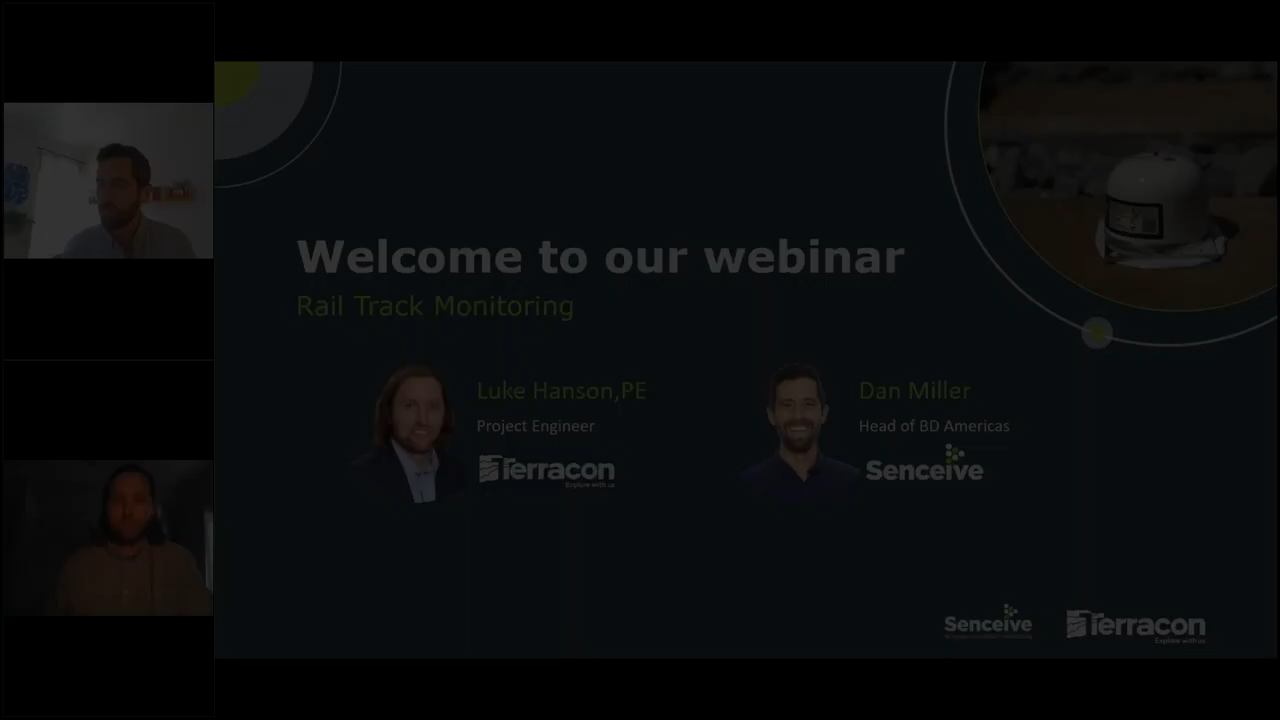 Welcome to our webinar
Rail Track Monitoring
Luke Hanson,PE
Project Engineer
Terracon
Explore with us
Dan Miller
Head of BD Americas
Senceive
Senceive
Terracon
Explore with us